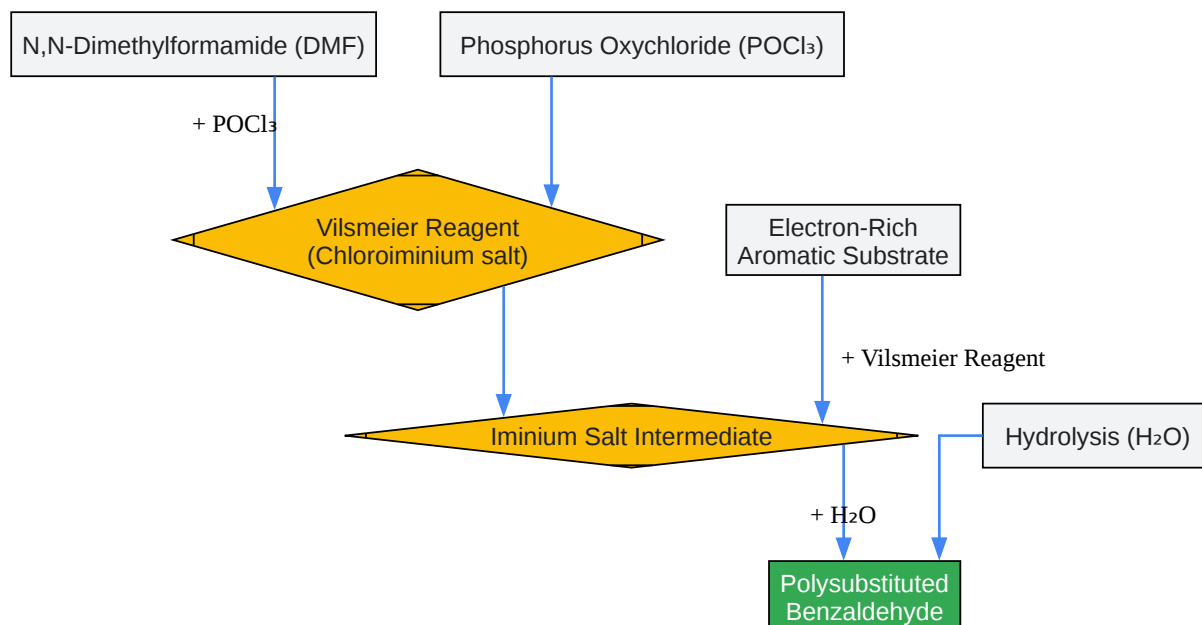 N,N-Dimethylformamide (DMF)
Phosphorus Oxychloride (POCl₃)
+ POCl₃
Vilsmeier Reagent
(Chloroiminium salt)
Electron-Rich
Aromatic Substrate
+ Vilsmeier Reagent
Iminium Salt Intermediate
Hydrolysis (H₂O)
+ H₂O
Polysubstituted
Benzaldehyde